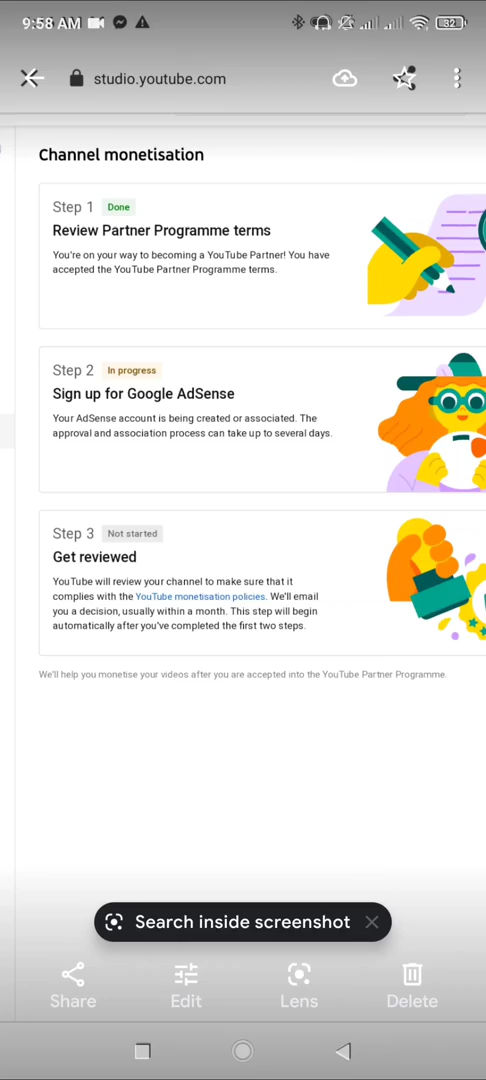 9:58 AM
32
studio.youtube.com
Channel monetisation
Step 1 Done
Review Partner Programme terms
You're on your way to becoming a YouTube Partner! You have
accepted the YouTube Partner Programme terms.
Step 2 In progress
Sign up for Google AdSense
Your AdSense account is being created or associated. The
approval and association process can take up to several days.
Step 3 Not started
Get reviewed
YouTube will review your channel to make sure that it
complies with the YouTube monetisation policies. We'll email
you a decision, usually within a month. This step will begin
automatically after you've completed the first two steps.
We'll help you monetise your videos after you are accepted into the YouTube Partner Programme.
Search inside screenshot
Share Edit Lens Delete